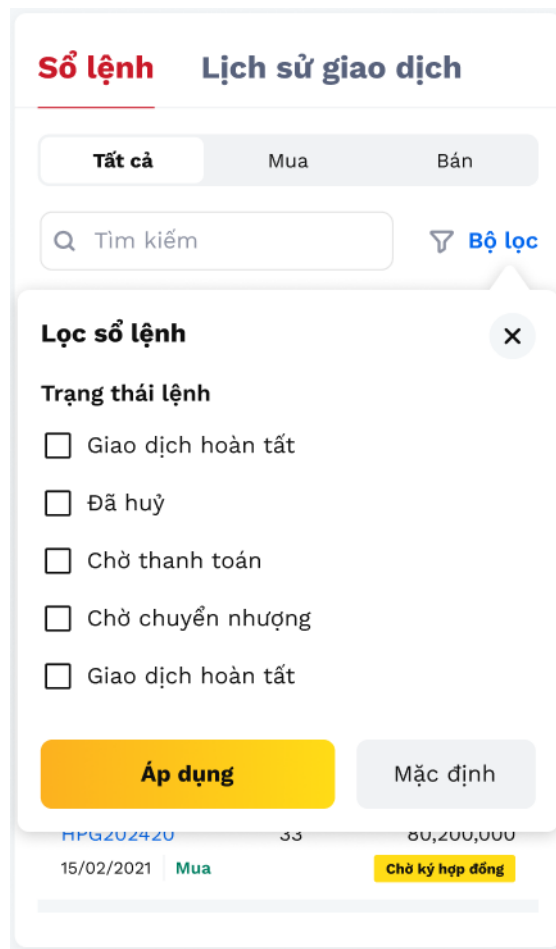 Sổ lệnh Lịch sử giao dịch
Tất cả Mua Bán
Tìm kiếm Bộ lọc
Lọc sổ lệnh
Trạng thái lệnh
Giao dịch hoàn tất
Đã huỷ
Chờ thanh toán
Chờ chuyển nhượng
Giao dịch hoàn tất
Áp dụng Mặc định
HPG202420 33 80,200,000
15/02/2021 Mua Chờ ký hợp đồng